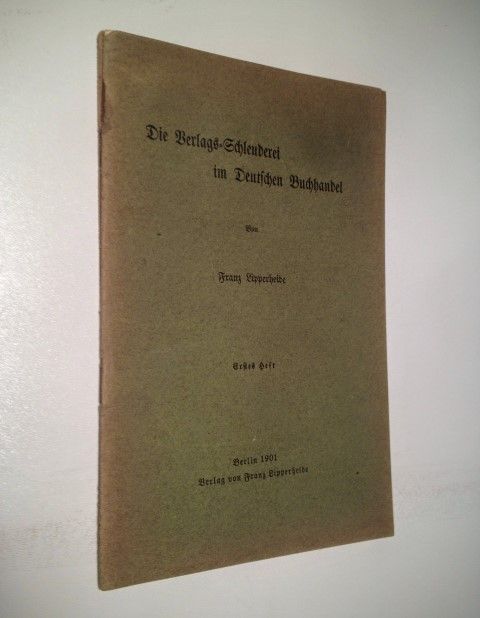 Die Verlags-Schleuderei
im Deutschen Buchhandel
Von
Franz Lipperheide
Erstes Heft
Berlin 1901
Verlag von Franz Lipperheide